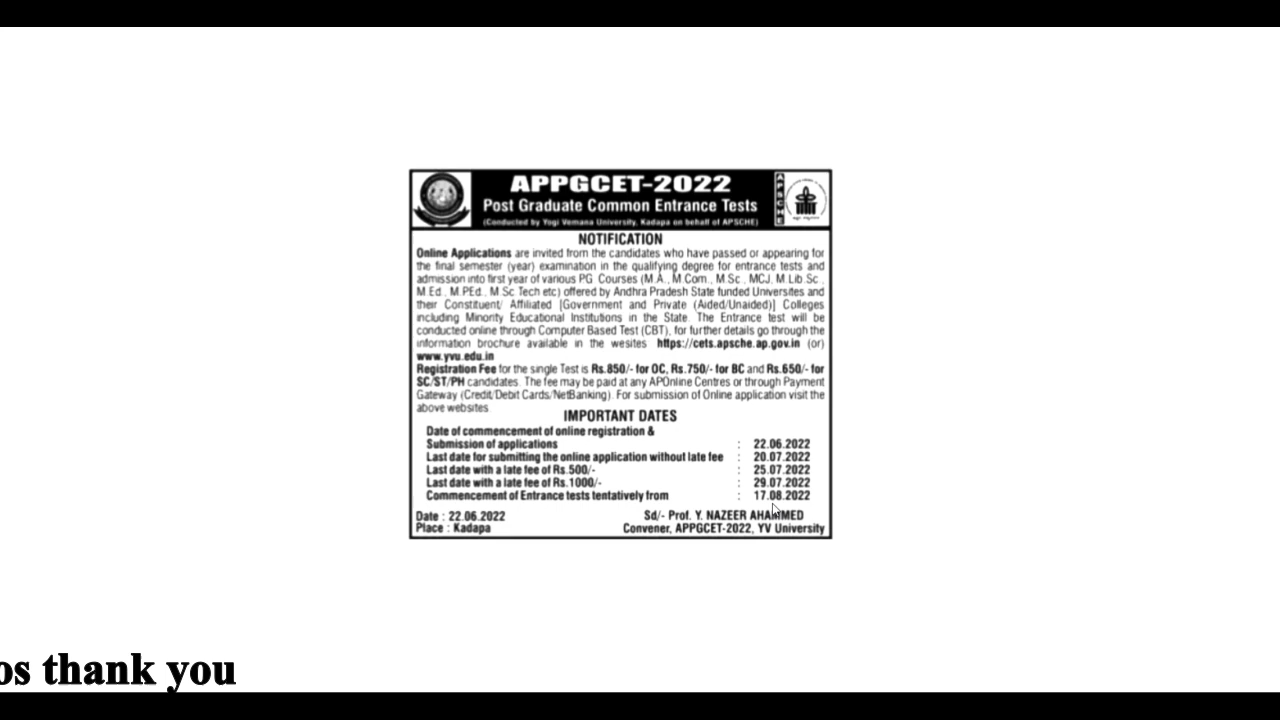 APPGCET-2022
Post Graduate Common Entrance Tests
(Conducted by Yogi Vemana University, Kadapa on behalf of APSCHE)
APSCHE
NOTIFICATION
Online Applications are invited from the candidates who have passed or appearing for
the final semester (year) examination in the qualifying degree for entrance tests and
admission into first year of various PG Courses (M.A., M.Com., M.Sc., MCJ, M.Lib.Sc.,
M.Ed., M.PEd., M.Sc Tech etc) offered by Andhra Pradesh State funded Universites and
their Constituent/ Affiliated [Government and Private (Aided/Unaided)] Colleges
including Minority Educational Institutions in the State. The Entrance test will be
conducted online through Computer Based Test (CBT), for further details go through the
information brochure available in the wesites https://cets.apsche.ap.gov.in (or)
www.yvu.edu.in
Registration Fee for the single Test is Rs.850/- for OC, Rs.750/- for BC and Rs.650/- for
SC/ST/PH candidates. The fee may be paid at any APOnline Centres or through Payment
Gateway (Credit/Debit Cards/NetBanking). For submission of Online application visit the
above websites.
IMPORTANT DATES
Date of commencement of online registration &
Submission of applications : 22.06.2022
Last date for submitting the online application without late fee : 20.07.2022
Last date with a late fee of Rs.500/- : 25.07.2022
Last date with a late fee of Rs.1000/- : 29.07.2022
Commencement of Entrance tests tentatively from : 17.08.2022
Date : 22.06.2022 Sd/- Prof. Y. NAZEER AHAMMED
Place : Kadapa Convener, APPGCET-2022, YV University
os thank you